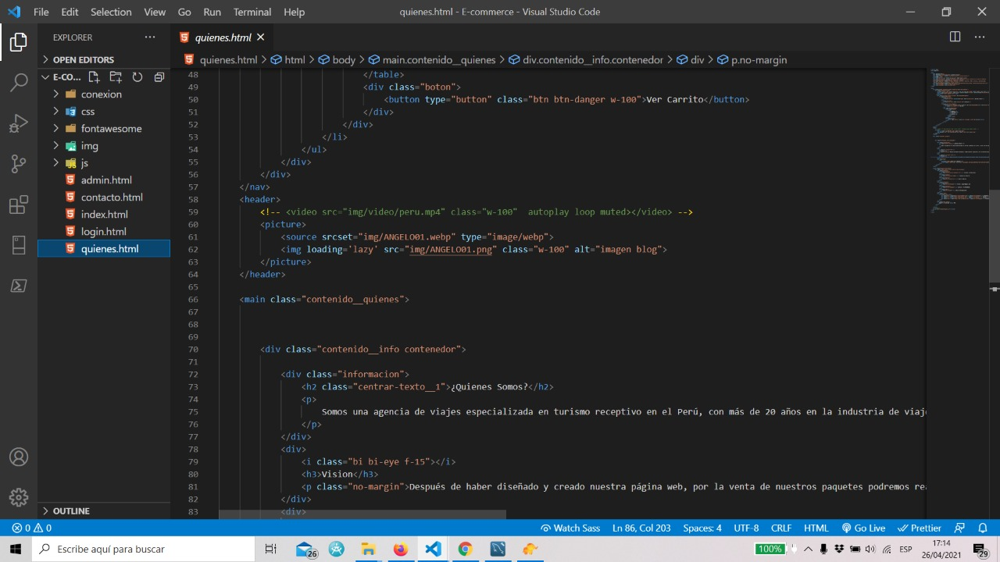 File Edit Selection View Go Run Terminal Help quienes.html - E-commerce - Visual Studio Code
EXPLORER ···
quienes.html
OPEN EDITORS
quienes.html > html > body > main.contenido__quienes > div.contenido__info.contenedor > div > p.no-margin
E-CO...
conexion
css
fontawesome
img
js
admin.html
contacto.html
index.html
login.html
quienes.html
OUTLINE
48 </table>
49 <div class="boton">
50 <button type="button" class="btn btn-danger Ver carrito</button>
51 </div>
52 </div>
53 </li>
54 </ul>
55 </div>
56 </div>
57 </nav>
58 <header>
59 <!-- <video src="img/video/peru.mp4" class="w-100" autoplay loop muted></video> -->
60 <picture>
61 <source srcset="img/ANGELO01.webp" type="image/webp">
62 <img loading='lazy' src="img/ANGELO01.png" class="w-100" alt="imagen blog">
63 </picture>
64 </header>
65
66 <main class="contenido__quienes">
67
68
69
70 <div class="contenido__info contenedor">
71
72 <div class="informacion">
73 <h2 class="centrar-texto__1">¿Quienes Somos?</h2>
74 <p>
75 Somos una agencia de viajes especializada en turismo receptivo en el Perú, con más de 20 años en la industria de viaj
76 </p>
77 </div>
78 <div>
79 <i class="bi bi-eye f-15"></i>
80 <h3>Vision</h3>
81 <p class="no-margin">Después de haber diseñado y creado nuestra página web, por la venta de nuestros paquetes podremos rea
82 </div>
83 <div>
0 0 Watch Sass Ln 86, Col 203 Spaces: 4 UTF-8 CRLF HTML Go Live Prettier
Escribe aquí para buscar 26 100% ESP 17:14
26/04/2021 29